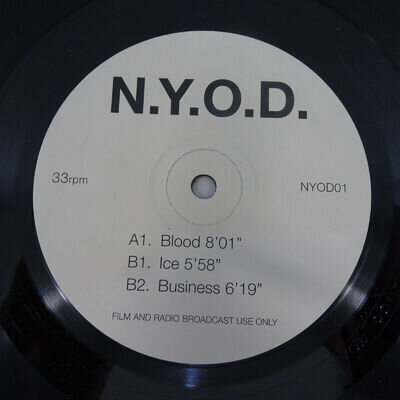 N.Y.O.D.
33rpm
NYOD01
A1. Blood 8'01"
B1. Ice 5'58"
B2. Business 6'19"
FILM AND RADIO BROADCAST USE ONLY